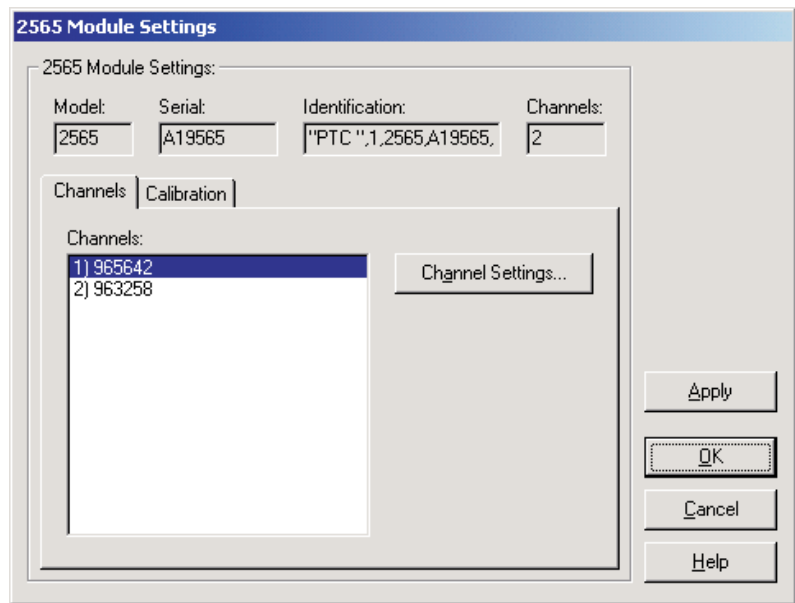 2565 Module Settings
2565 Module Settings:
Model: Serial: Identification: Channels:
2565 A19565 "PTC ",1,2565,A19565, 2
Channels Calibration
Channels:
1) 965642
2) 963258
Channel Settings...
Apply
OK
Cancel
Help